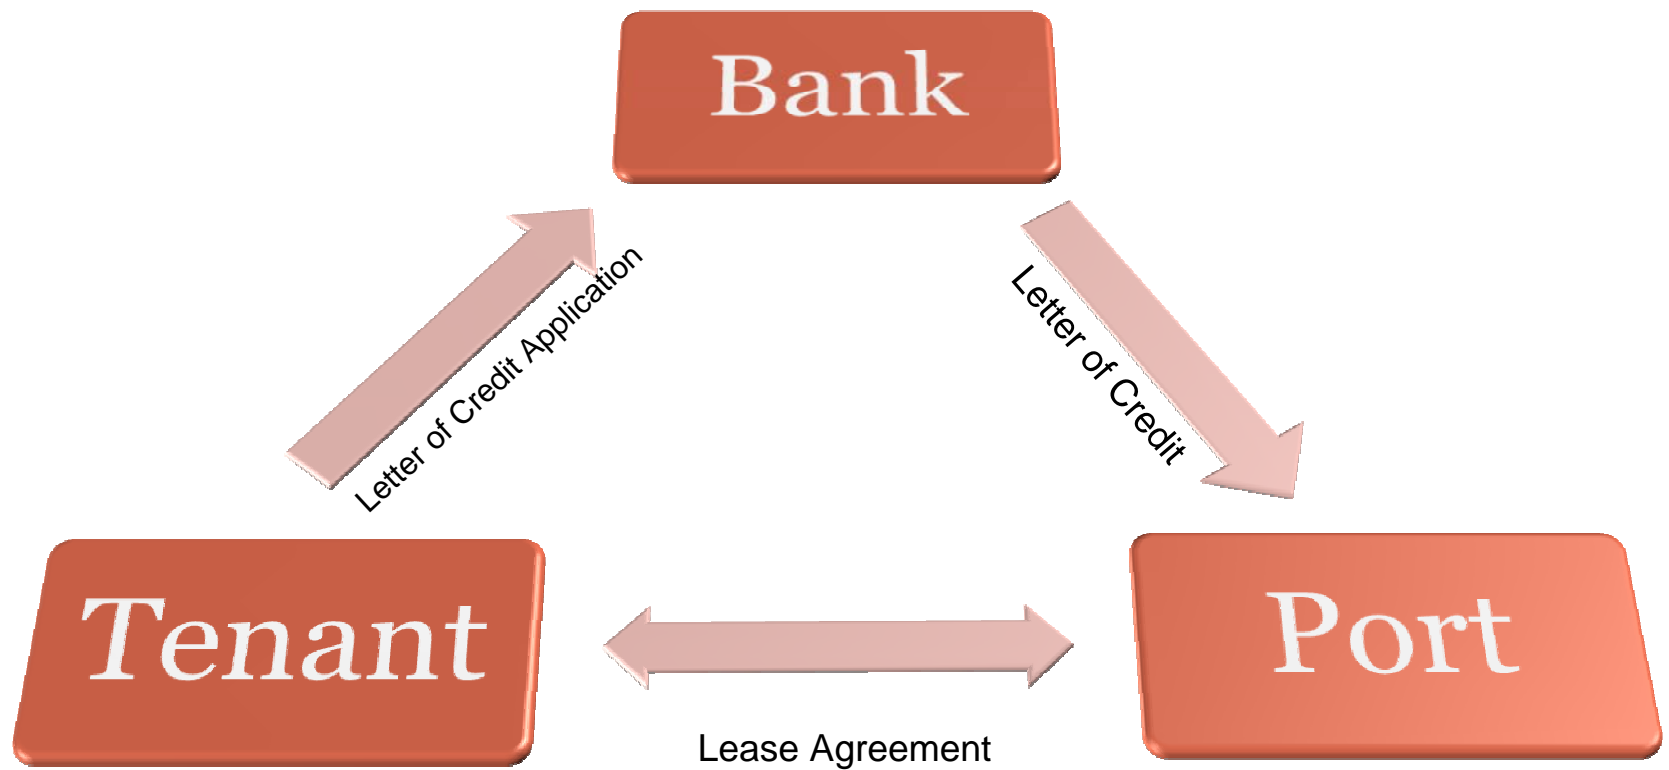 Bank
Letter of Credit Application
Letter of Credit
Tenant
Port
Lease Agreement